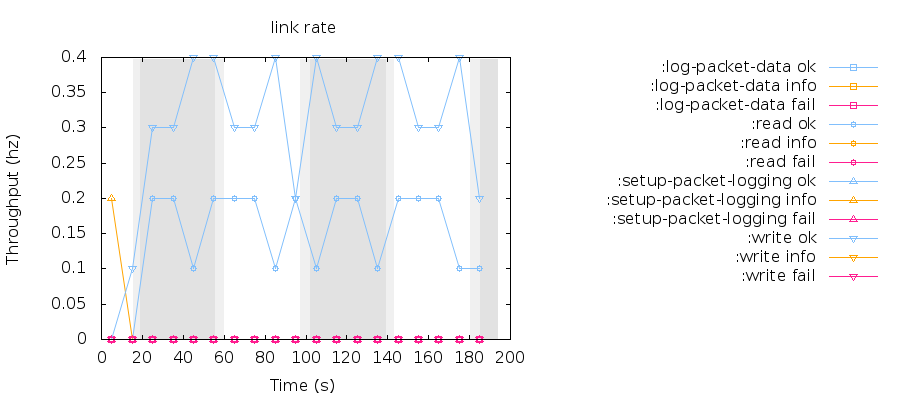 link rate
0.4
0.35
0.3
0.25
0.2
0.15
0.1
0.05
0
Throughput (hz)
0 20 40 60 80 100 120 140 160 180 200
Time (s)
:log-packet-data ok
:log-packet-data info
:log-packet-data fail
:read ok
:read info
:read fail
:setup-packet-logging ok
:setup-packet-logging info
:setup-packet-logging fail
:write ok
:write info
:write fail